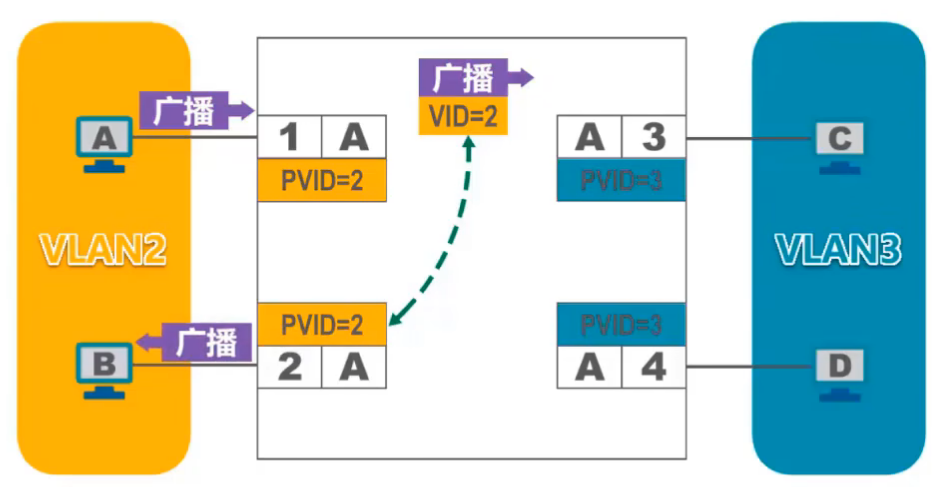 广播
VID=2
广播
A
1 A
PVID=2
A 3
PVID=3
C
VLAN2
VLAN3
PVID=2
2 A
广播
B
PVID=3
A 4
D